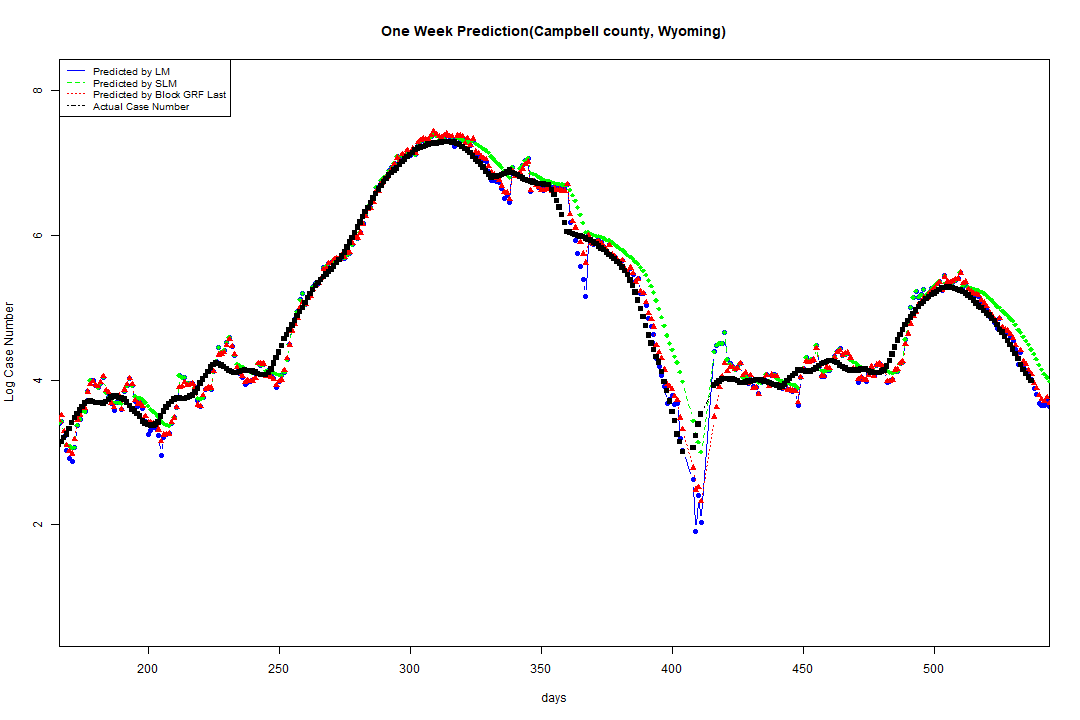 One Week Prediction(Campbell county, Wyoming)
Predicted by LM
Predicted by SLM
Predicted by Block GRF Last
Actual Case Number
8
6
4
2
Log Case Number
200 250 300 350 400 450 500
days